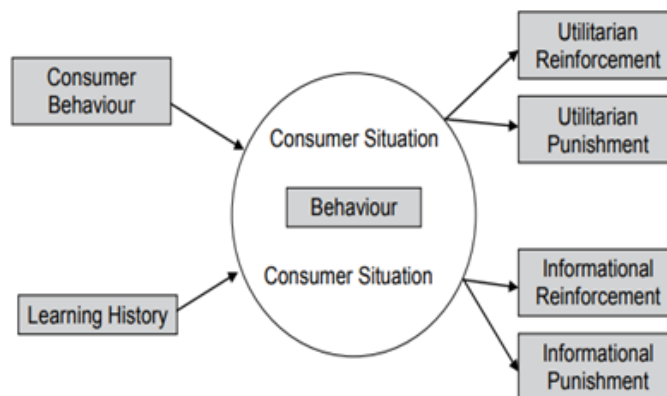 Consumer
Behaviour
Learning History
Consumer Situation
Behaviour
Consumer Situation
Utilitarian
Reinforcement
Utilitarian
Punishment
Informational
Reinforcement
Informational
Punishment